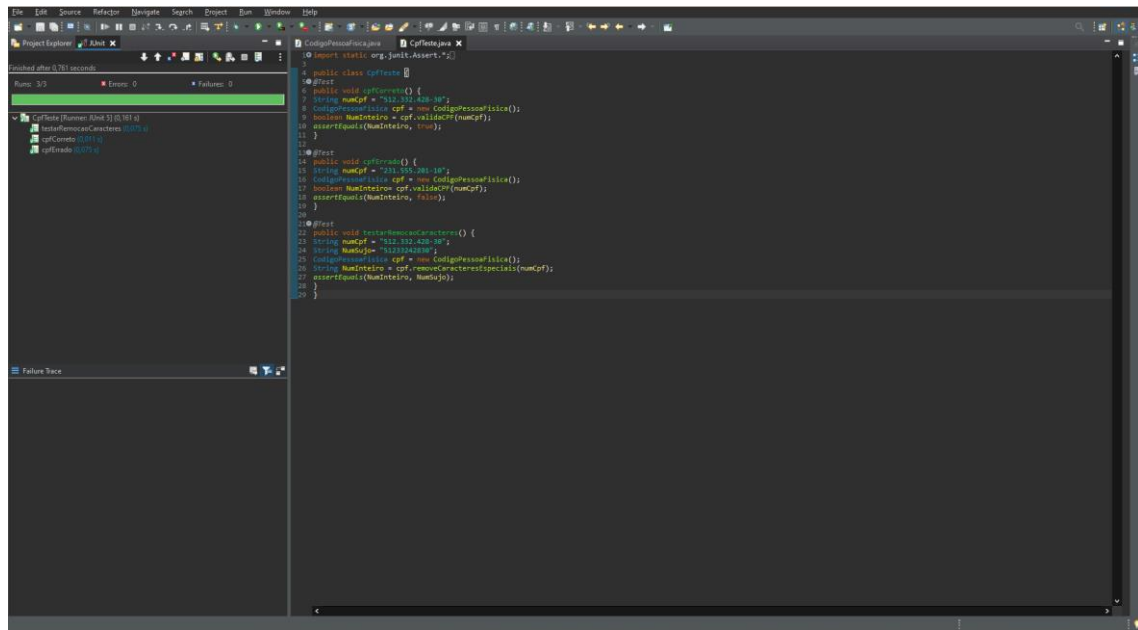 File Edit Source Refactor Navigate Search Project Run Window Help
Project Explorer JUnit
Finished after 0,761 seconds
Runs: 3/3 Errors: 0 Failures: 0
CpfTeste [Runner: JUnit 5] (0,161 s)
testarRemocaoCaracteres (0,075 s)
cpfCorreto (0,011 s)
cpfErrado (0,075 s)
Failure Trace
CodigoPessoaFisica.java CpfTeste.java
1 import static org.junit.Assert.*;
3
4 public class CpfTeste {
5 @Test
6 public void cpfCorreto() {
7 String numCpf = "512.332.428-30";
8 CodigoPessoaFisica cpf = new CodigoPessoaFisica();
9 boolean NumInteiro = cpf.validaCPF(numCpf);
10 assertEquals(NumInteiro, true);
11 }
12
13 @Test
14 public void cpfErrado() {
15 String numCpf = "231.555.201-10";
16 CodigoPessoaFisica cpf = new CodigoPessoaFisica();
17 boolean NumInteiro= cpf.validaCPF(numCpf);
18 assertEquals(NumInteiro, false);
19 }
20
21 @Test
22 public void testarRemocaoCaracteres() {
23 String numCpf = "512.332.428-30";
24 String NumSujo= "51233242830";
25 CodigoPessoaFisica cpf = new CodigoPessoaFisica();
26 String NumInteiro = cpf.removeCaracteresEspeciais(numCpf);
27 assertEquals(NumInteiro, NumSujo);
28 }
29 }